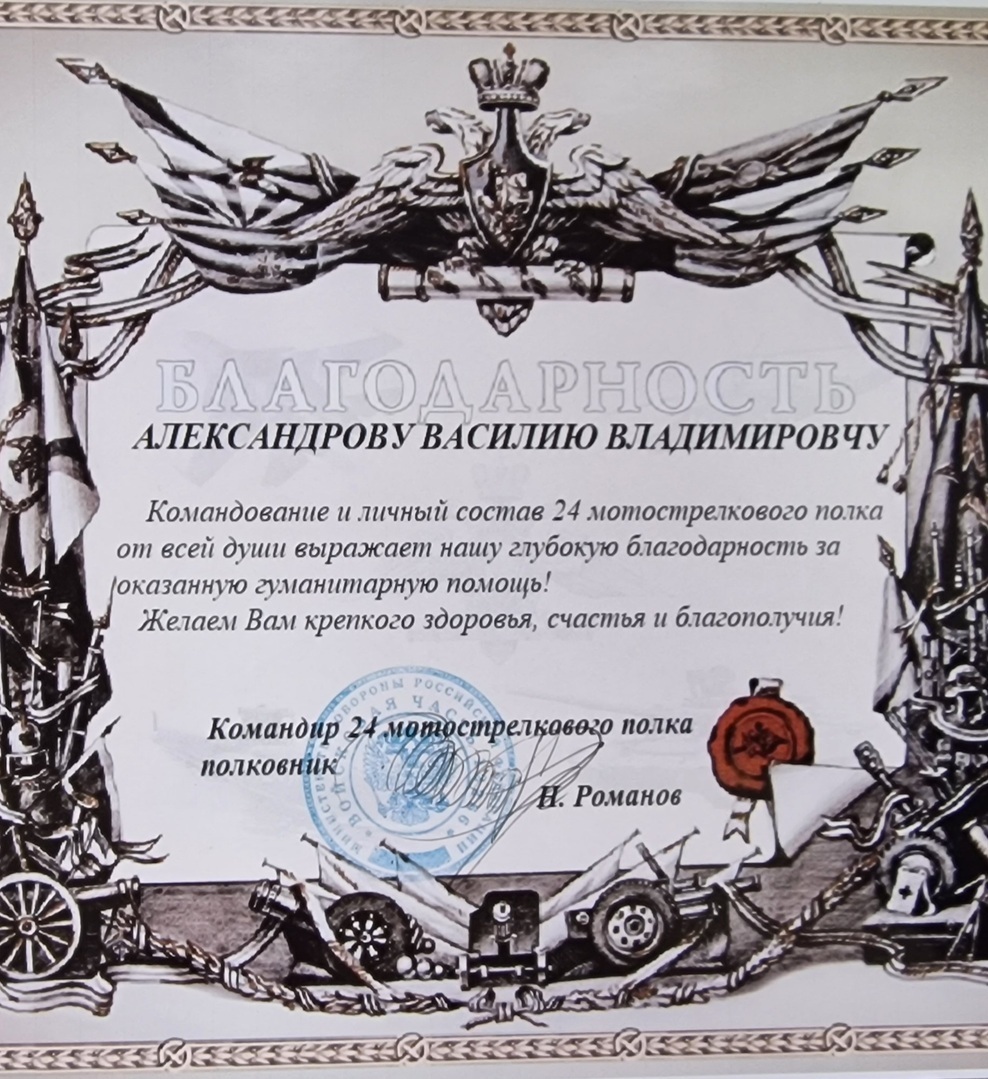 БЛАГОДАРНОСТЬ
АЛЕКСАНДРОВУ ВАСИЛИЮ ВЛАДИМИРОВЧУ
Командование и личный состав 24 мотострелкового полка
от всей души выражает нашу глубокую благодарность за
оказанную гуманитарную помощь!
Желаем Вам крепкого здоровья, счастья и благополучия!
Командир 24 мотострелкового полка
полковник
Н. Романов